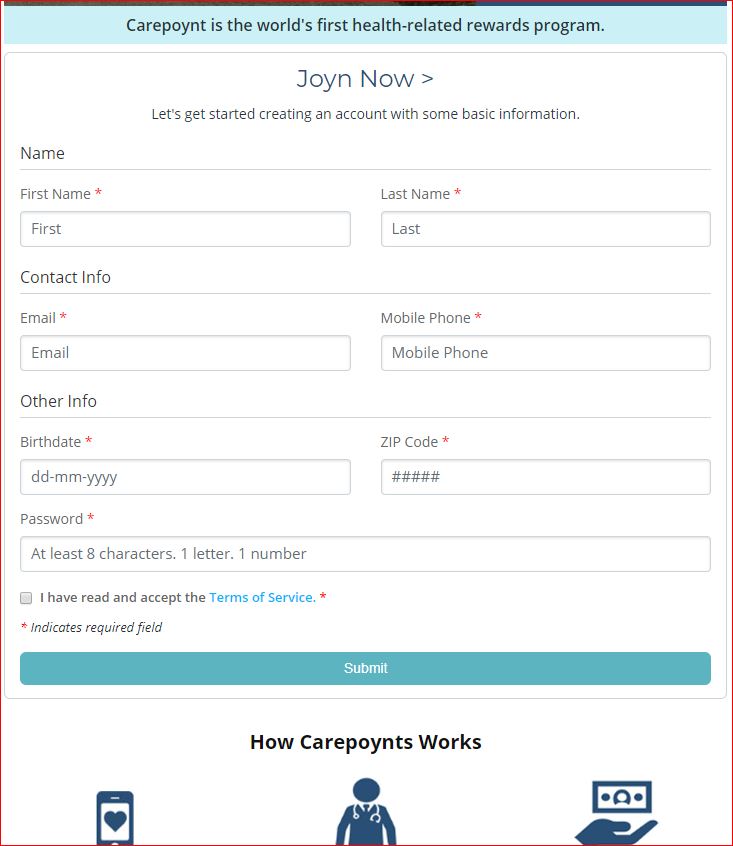 Carepoynt is the world's first health-related rewards program.
Joyn Now >
Let's get started creating an account with some basic information.
Name
First Name * Last Name *
First Last
Contact Info
Email * Mobile Phone *
Email Mobile Phone
Other Info
Birthdate * ZIP Code *
dd-mm-yyyy #####
Password *
At least 8 characters. 1 letter. 1 number
I have read and accept the Terms of Service. *
* Indicates required field
Submit
How Carepoynts Works